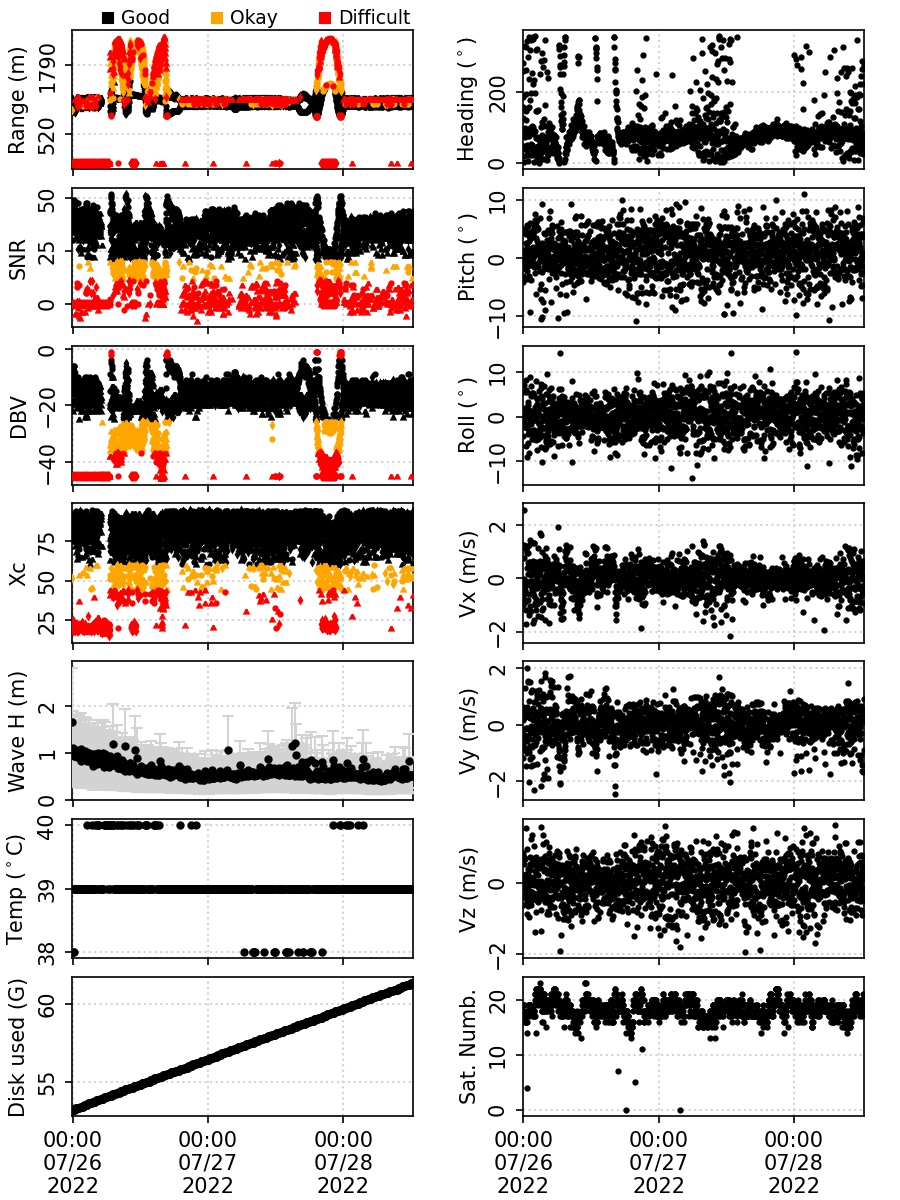 Good Okay Difficult
Range (m)
1790
520
Heading (°)
200
0
SNR
50
25
0
Pitch (°)
10
0
−10
DBV
0
−20
−40
Roll (°)
10
0
−10
Xc
75
50
25
Vx (m/s)
2
0
−2
Wave H (m)
2
1
0
Vy (m/s)
2
0
−2
Temp (°C)
40
39
38
Vz (m/s)
0
−2
Disk used (G)
60
55
Sat. Numb.
20
10
0
00:00 00:00 00:00
07/26 07/27 07/28
2022 2022 2022
00:00 00:00 00:00
07/26 07/27 07/28
2022 2022 2022